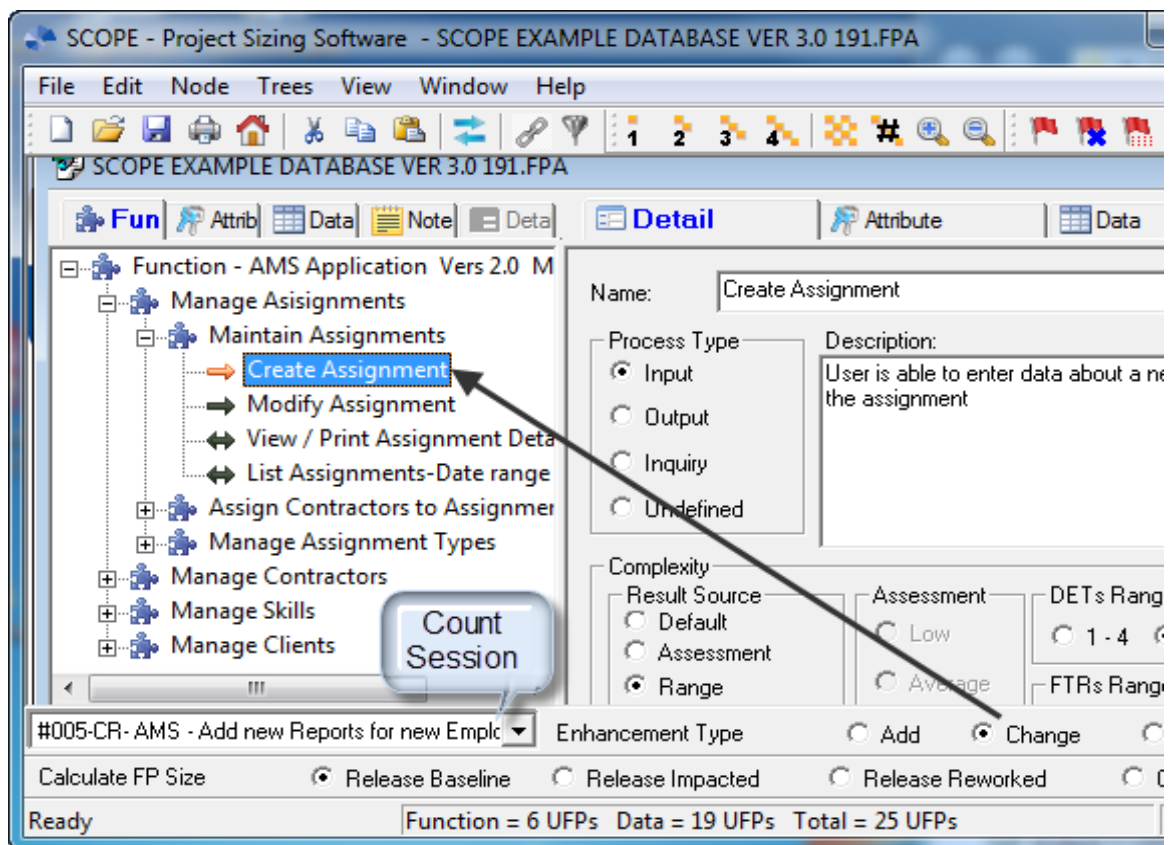 SCOPE - Project Sizing Software - SCOPE EXAMPLE DATABASE VER 3.0 191.FPA
File Edit Node Trees View Window Help
1 2 3 4 #
SCOPE EXAMPLE DATABASE VER 3.0 191.FPA
Fun Attrib Data Note Deta Detail Attribute Data
Function - AMS Application Vers 2.0 M
Manage Asisignments
Maintain Assignments
Create Assignment
Modify Assignment
View / Print Assignment Deta
List Assignments-Date range
Assign Contractors to Assignmer
Manage Assignment Types
Manage Contractors
Manage Skills
Manage Clients
Count
Session
Name: Create Assignment
Process Type
Input
Output
Inquiry
Undefined
Description:
User is able to enter data about a ne
the assignment
Complexity
Result Source
Default
Assessment
Range
Assessment
Low
Average
DETs Rang
1 - 4
FTRs Rang
#005-CR- AMS - Add new Reports for new Emplc Enhancement Type Add Change
Calculate FP Size Release Baseline Release Impacted Release Reworked
Ready Function = 6 UFPs Data = 19 UFPs Total = 25 UFPs